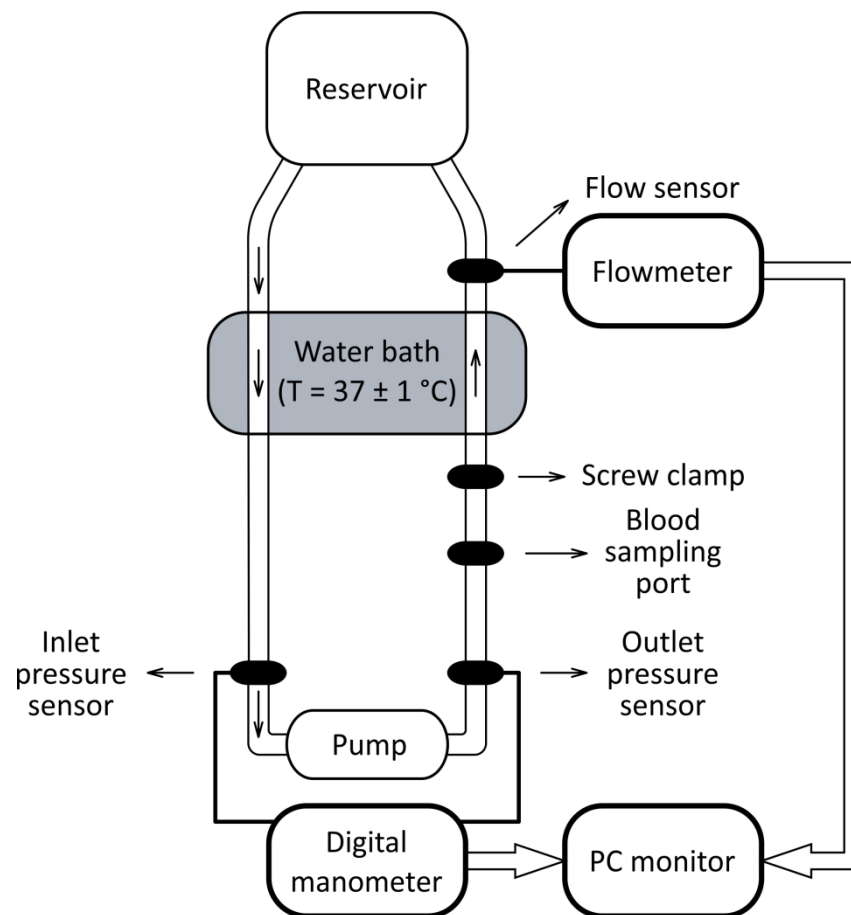 Reservoir
Flow sensor
Flowmeter
Water bath
(T = 37 ± 1 °C)
Screw clamp
Blood
sampling
port
Inlet
pressure
sensor
Outlet
pressure
sensor
Pump
Digital
manometer
PC monitor